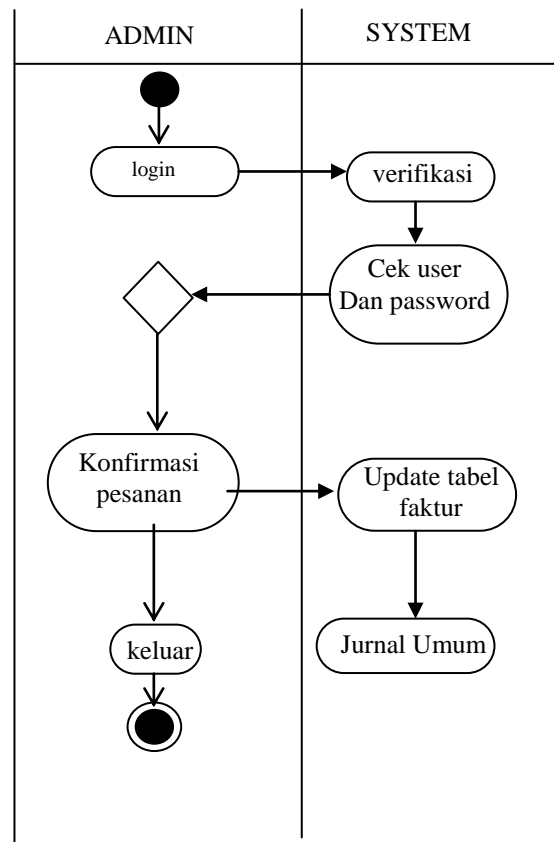 ADMIN
SYSTEM
login
verifikasi
Cek user
Dan password
Konfirmasi
pesanan
Update tabel
faktur
keluar
Jurnal Umum